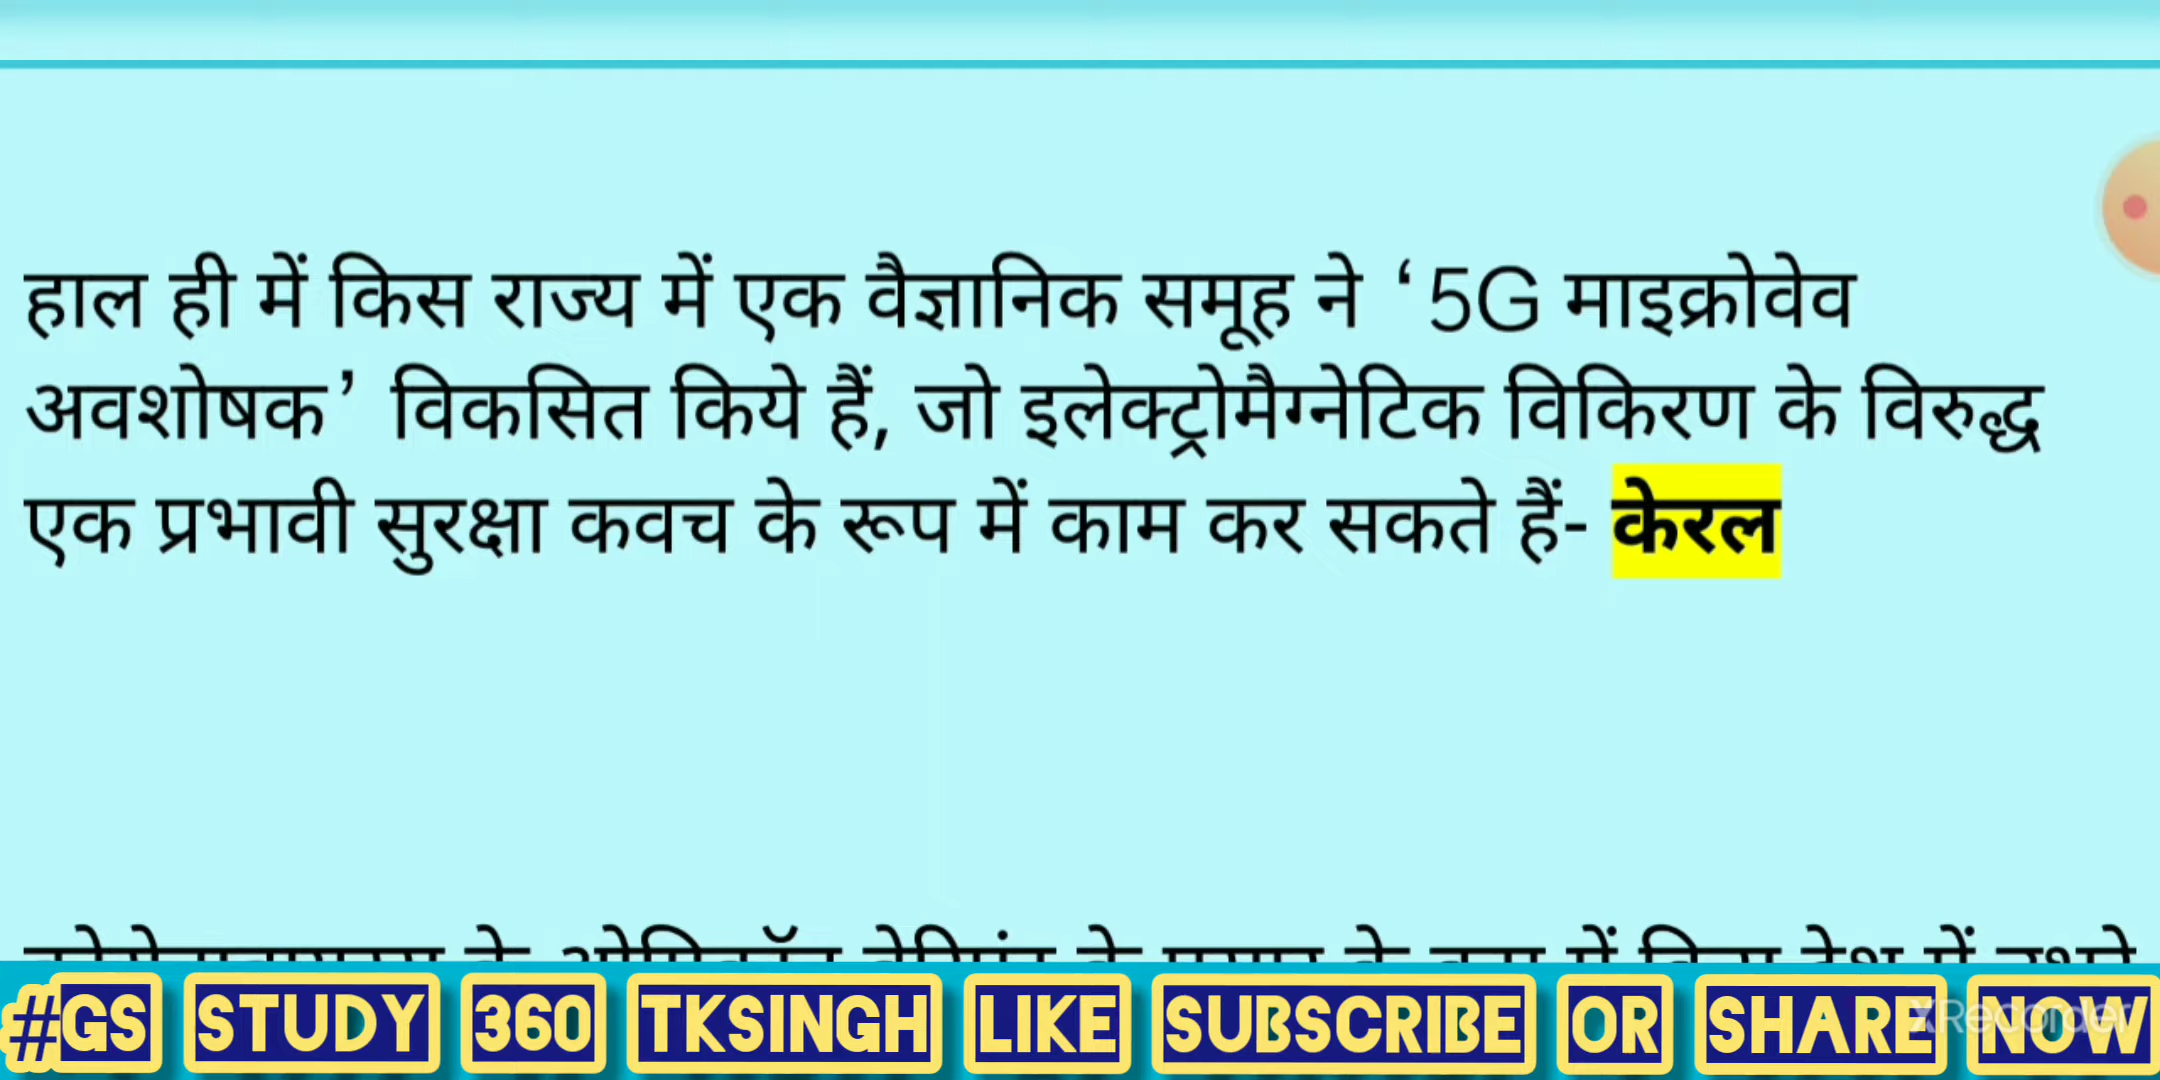 हाल ही में किस राज्य में एक वैज्ञानिक समूह ने ‘5G माइक्रोवेव
अवशोषक’ विकसित किये हैं, जो इलेक्ट्रोमैग्नेटिक विकिरण के विरुद्ध
एक प्रभावी सुरक्षा कवच के रूप में काम कर सकते हैं- केरल
#GS STUDY 360 TKSINGH LIKE SUBSCRIBE OR SHARE NOW
XRecorder